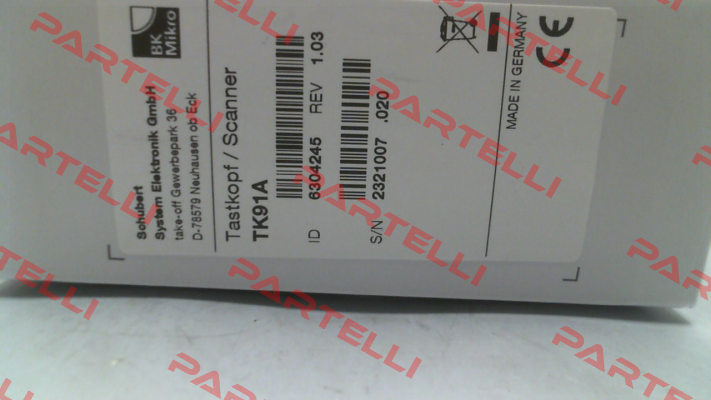 BK
Mikro
Schubert
System Elektronik GmbH
take-off Gewerbepark 36
D-78579 Neuhausen ob Eck
Tastkopf / Scanner
TK91A
ID 6304245 REV 1.03
S/N 2321007 .020
MADE IN GERMANY
CE
PARTELLI
PARTELLI
PARTELLI
PARTELLI
PARTELLI
PARTELLI
PARTELLI
PARTELLI
PARTELLI